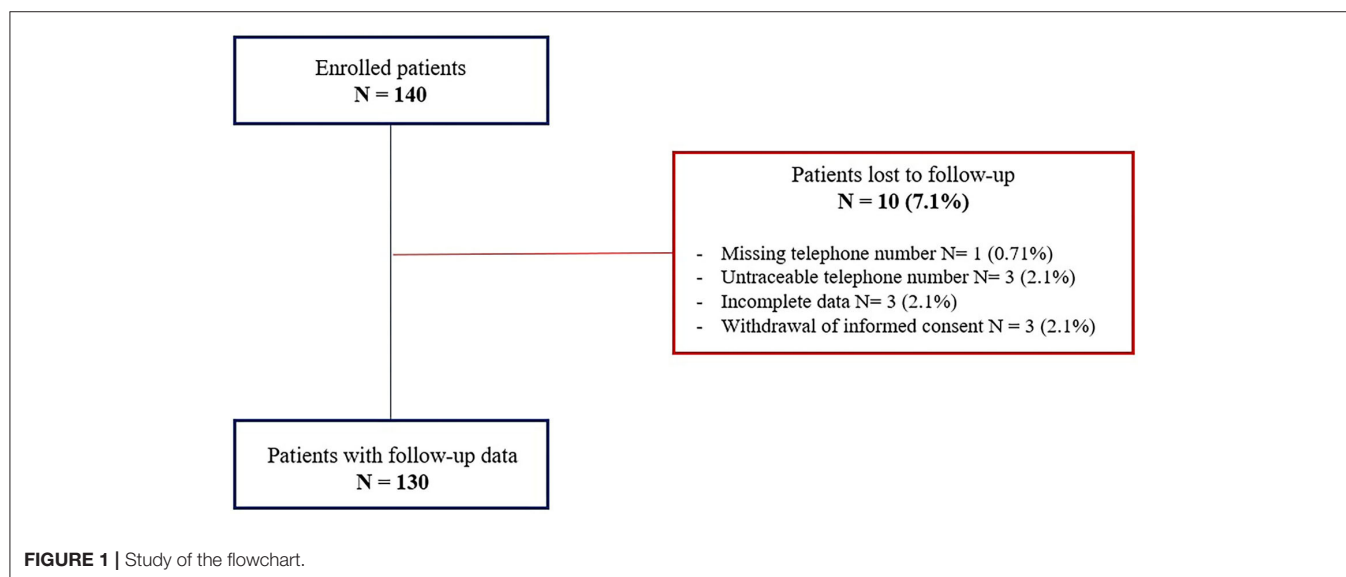 Enrolled patients
N = 140
Patients lost to follow-up
N = 10 (7.1%)
- Missing telephone number N= 1 (0.71%)
- Untraceable telephone number N= 3 (2.1%)
- Incomplete data N= 3 (2.1%)
- Withdrawal of informed consent N = 3 (2.1%)
Patients with follow-up data
N = 130
FIGURE 1 | Study of the flowchart.